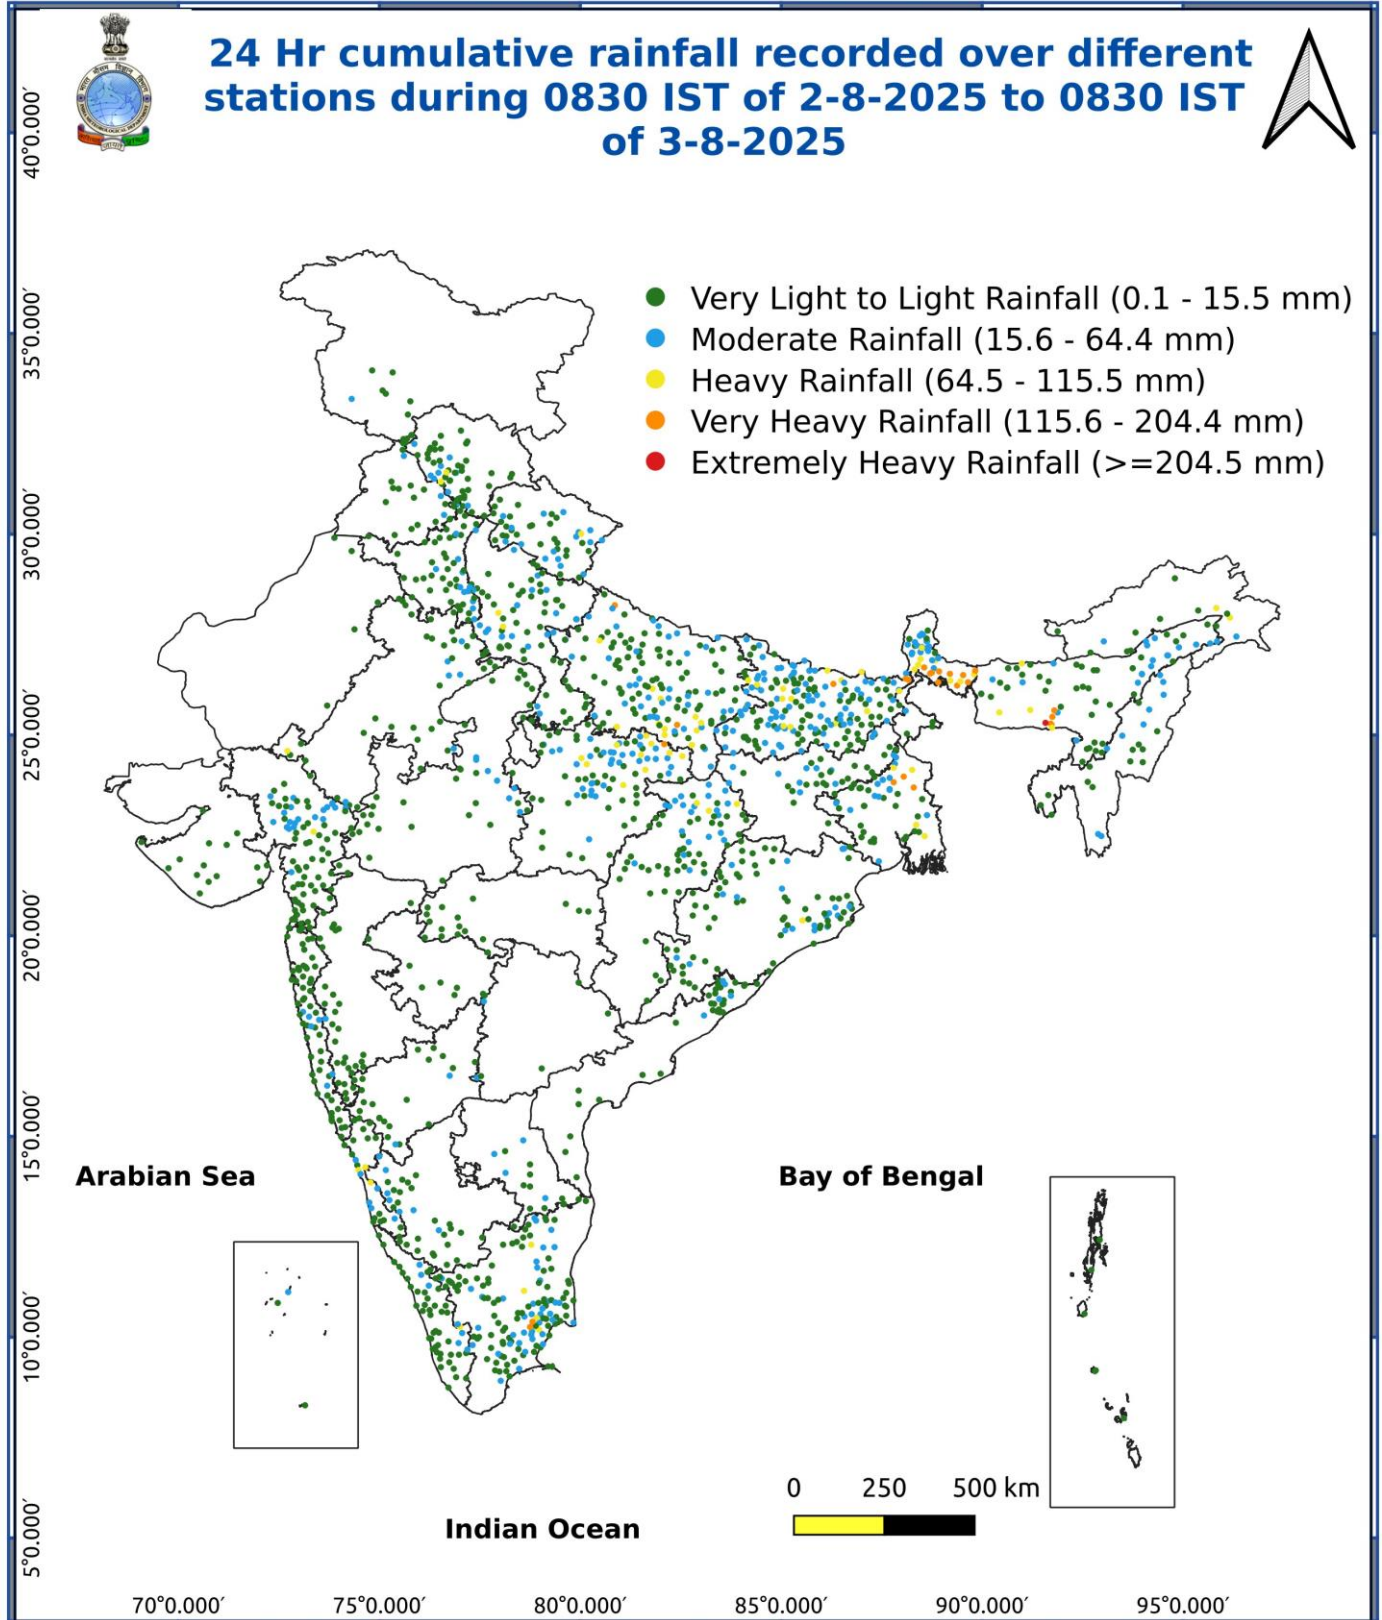 24 Hr cumulative rainfall recorded over different
stations during 0830 IST of 2-8-2025 to 0830 IST
of 3-8-2025
Very Light to Light Rainfall (0.1 - 15.5 mm)
Moderate Rainfall (15.6 - 64.4 mm)
Heavy Rainfall (64.5 - 115.5 mm)
Very Heavy Rainfall (115.6 - 204.4 mm)
Extremely Heavy Rainfall (>=204.5 mm)
40°0.000′
35°0.000′
30°0.000′
25°0.000′
20°0.000′
15°0.000′
10°0.000′
5°0.000′
Arabian Sea
Bay of Bengal
Indian Ocean
0 250 500 km
70°0.000′ 75°0.000′ 80°0.000′ 85°0.000′ 90°0.000′ 95°0.000′